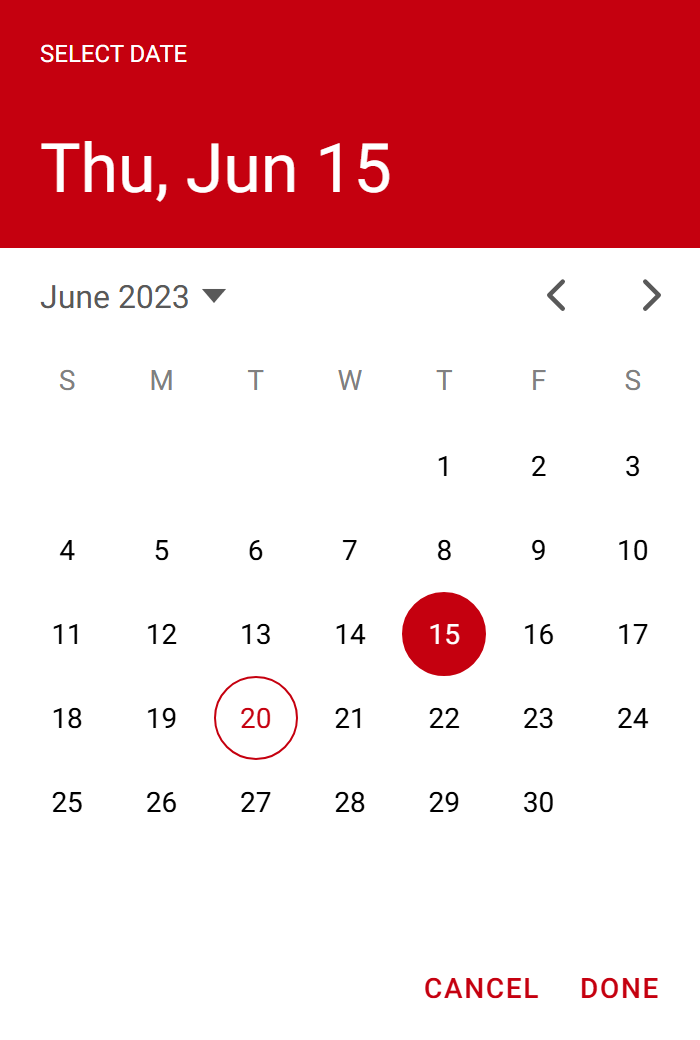 SELECT DATE
Thu, Jun 15
June 2023
S M T W T F S
1 2 3
4 5 6 7 8 9 10
11 12 13 14 15 16 17
18 19 20 21 22 23 24
25 26 27 28 29 30
CANCEL DONE